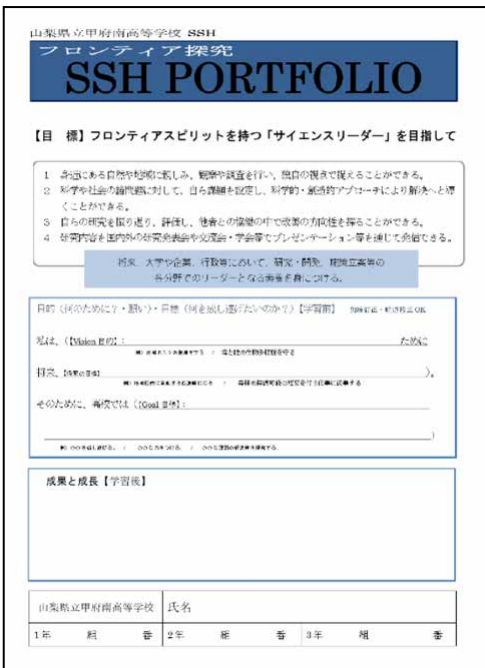 山梨県立甲府南高等学校 SSH
フロンティア探究
SSH PORTFOLIO
【目 標】フロンティアスピリットを持つ「サイエンスリーダー」を目指して
1 身近にある自然や地域に親しみ、観察や調査を行い、独自の視点で捉えることができる。
2 科学や社会の諸問題に対して、自ら課題を設定し、科学的・創造的アプローチにより解決へと導
くことができる。
3 自らの研究を振り返り、評価し、他者との協働の中で改善の方向性を探ることができる。
4 研究内容を国内外の研究発表会や交流会・学会等でプレゼンテーション等を通じて発信できる。
将来、大学や企業、行政等において、研究・開発、政策立案等の
各分野でのリーダーとなる素養を身につける。
目的（何のために？・願い）・目標（何を成し遂げたいのか？）【学習前】
私は、（【Vision 目的】： ために
将来、 ）。
そのために、高校では（【Goal 目標】：
）
成果と成長【学習後】
山梨県立甲府南高等学校 氏名
1年 組 番 2年 組 番 3年 組 番